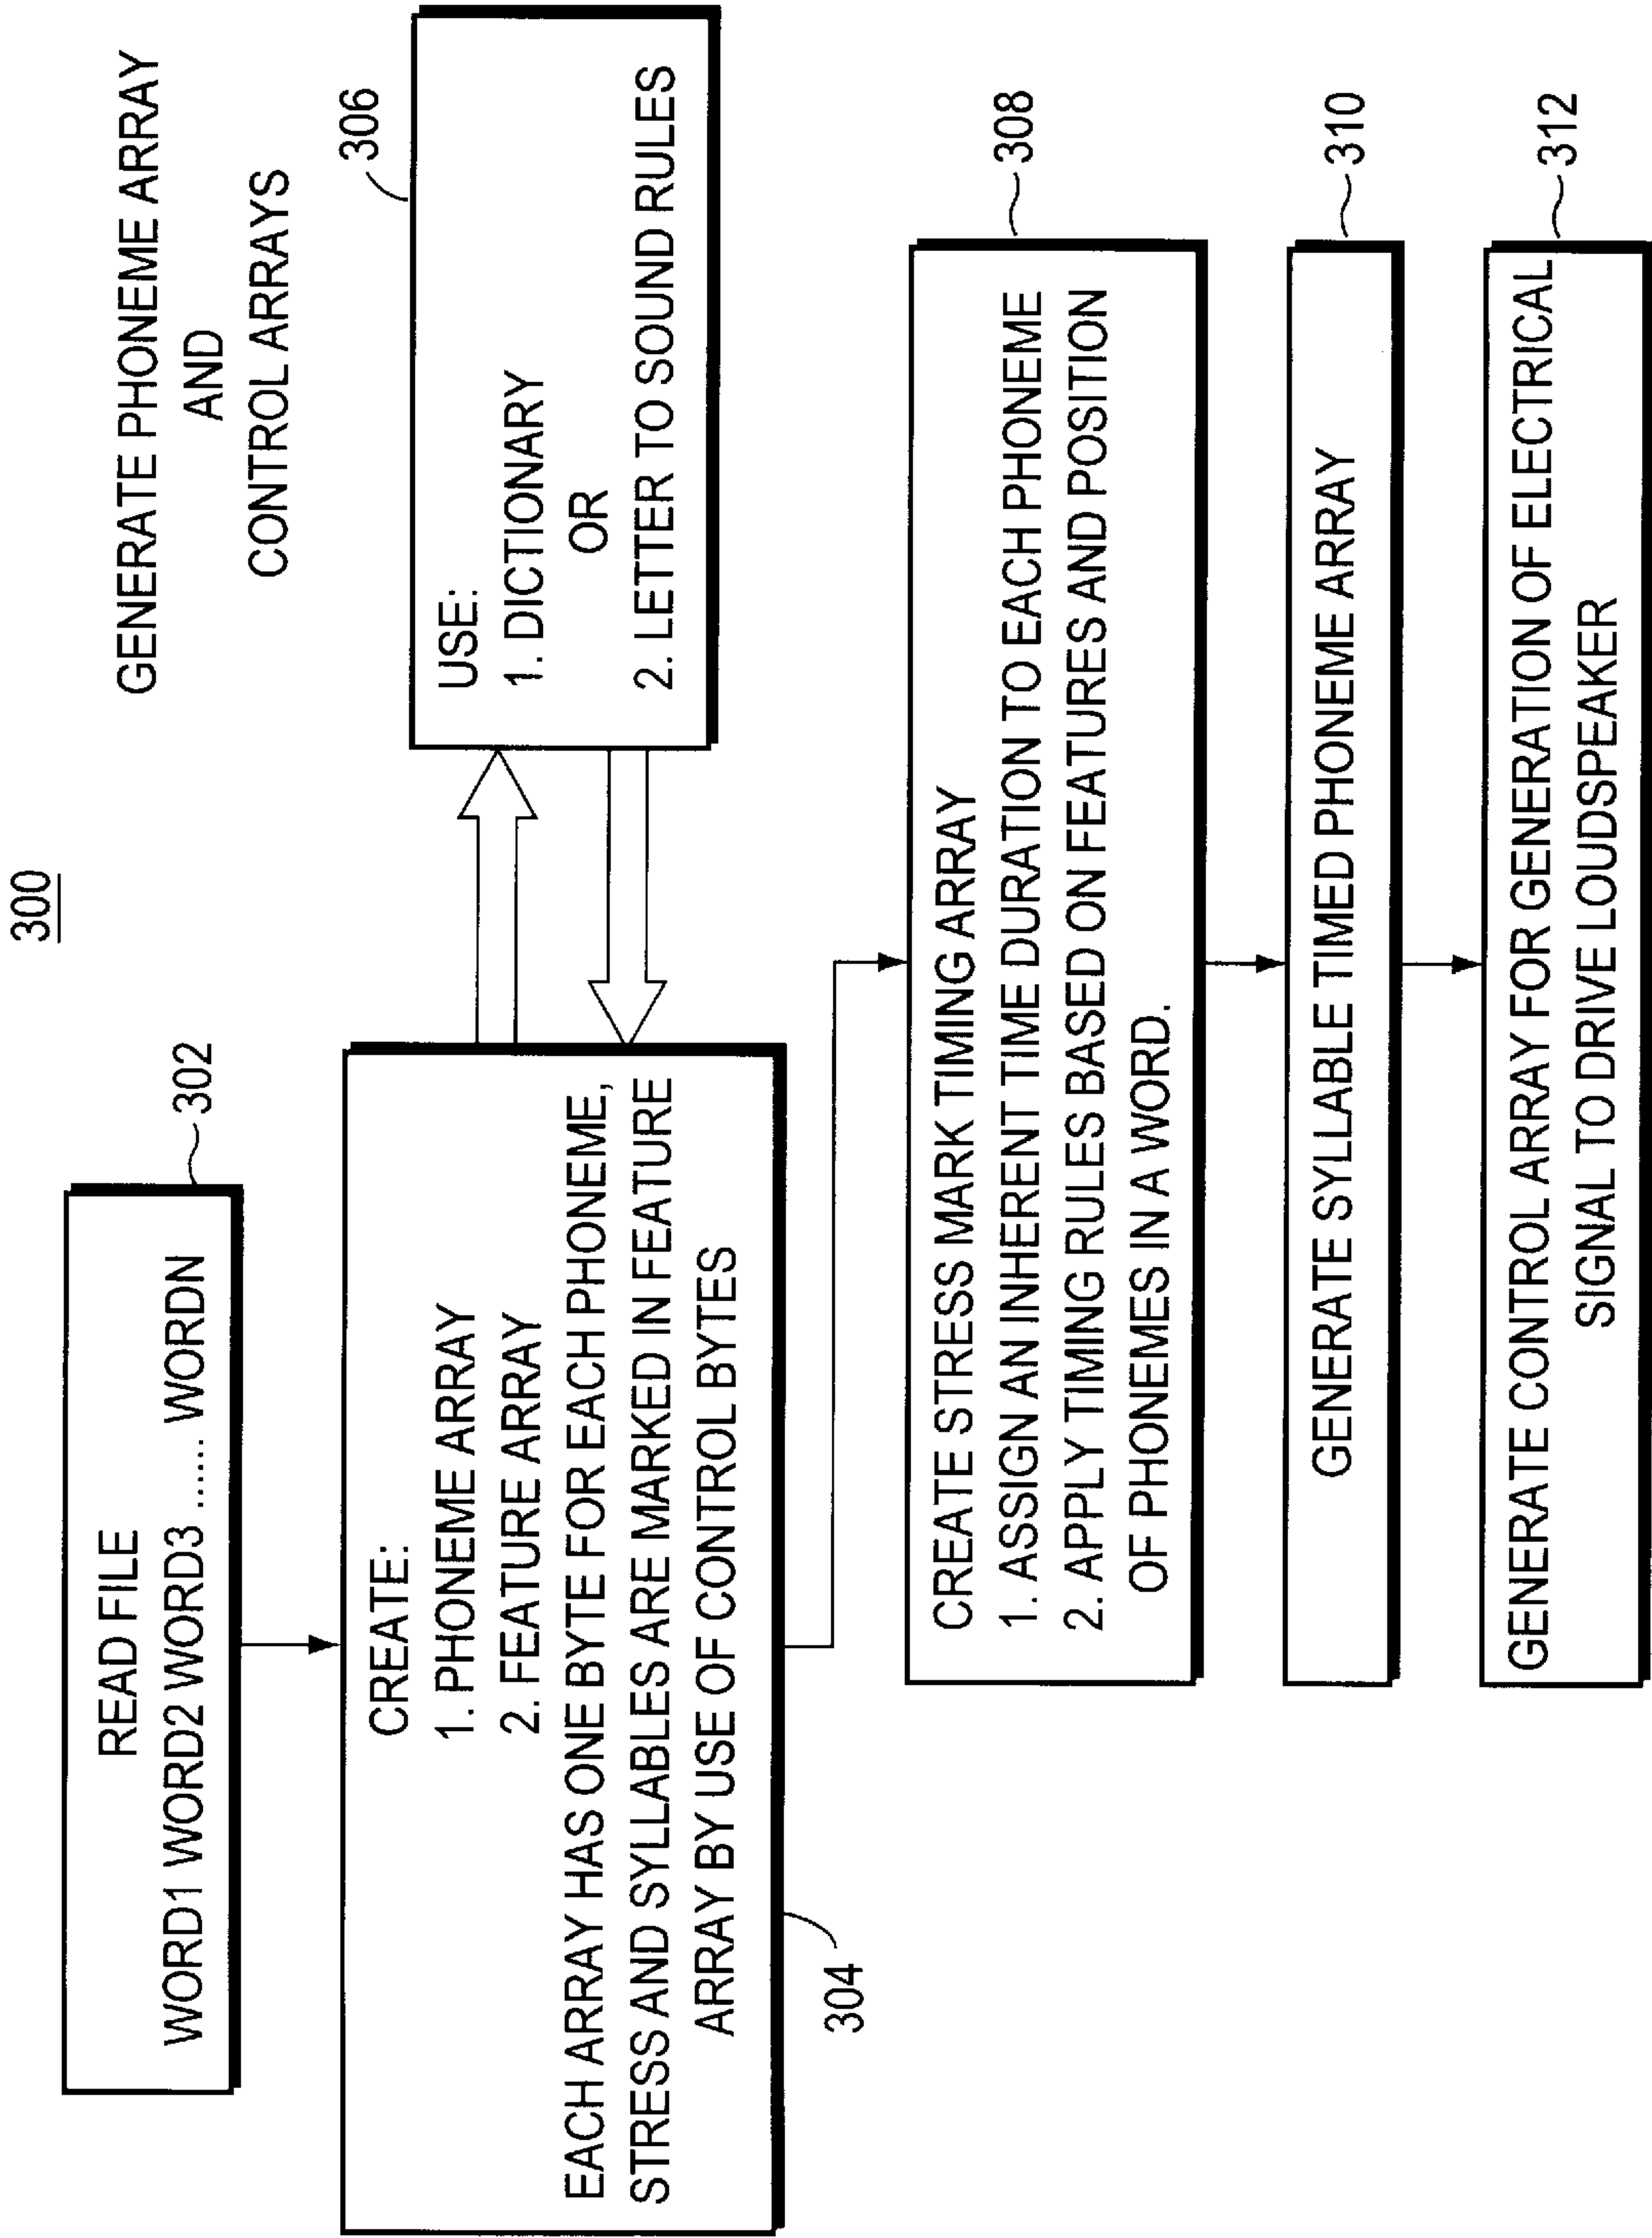 300
GENERATE PHONEME ARRAY
AND
CONTROL ARRAYS
READ FILE
WORD1 WORD2 WORD3 ...... WORDN
302
CREATE:
1. PHONEME ARRAY
2. FEATURE ARRAY
EACH ARRAY HAS ONE BYTE FOR EACH PHONEME,
STRESS AND SYLLABLES ARE MARKED IN FEATURE
ARRAY BY USE OF CONTROL BYTES
304
306
USE:
1. DICTIONARY
OR
2. LETTER TO SOUND RULES
CREATE STRESS MARK TIMING ARRAY
1. ASSIGN AN INHERENT TIME DURATION TO EACH PHONEME
2. APPLY TIMING RULES BASED ON FEATURES AND POSITION
OF PHONEMES IN A WORD.
308
GENERATE SYLLABLE TIMED PHONEME ARRAY
310
GENERATE CONTROL ARRAY FOR GENERATION OF ELECTRICAL
SIGNAL TO DRIVE LOUDSPEAKER
312